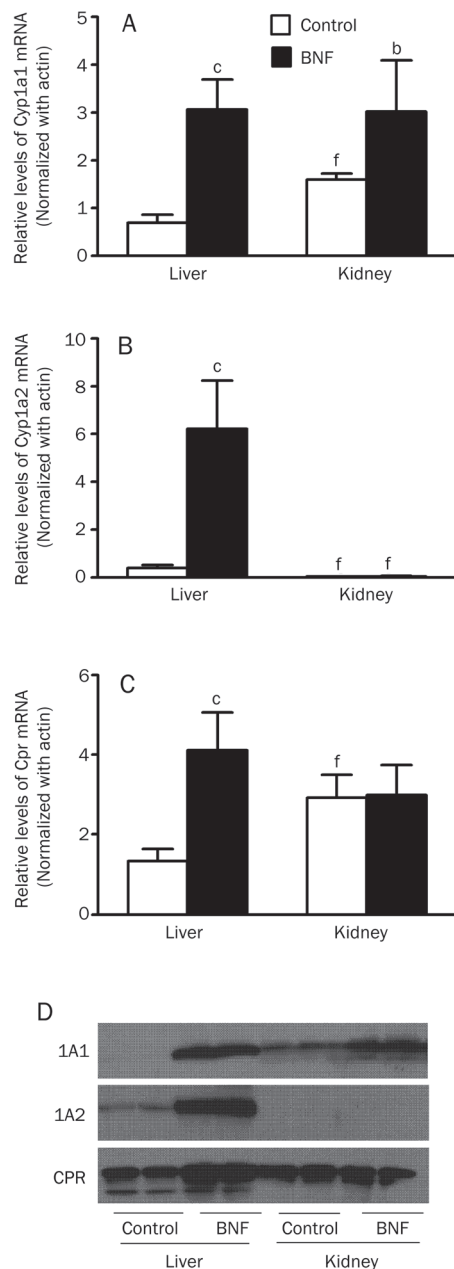 A
Control
BNF
Relative levels of Cyp1a1 mRNA
(Normalized with actin)
5
4
3
2
1
0
c
f
b
Liver
Kidney
B
Relative levels of Cyp1a2 mRNA
(Normalized with actin)
10
8
6
4
2
0
c
f
f
Liver
Kidney
C
Relative levels of Cpr mRNA
(Normalized with actin)
6
4
2
0
c
f
Liver
Kidney
D
1A1
1A2
CPR
Control BNF Control BNF
Liver Kidney